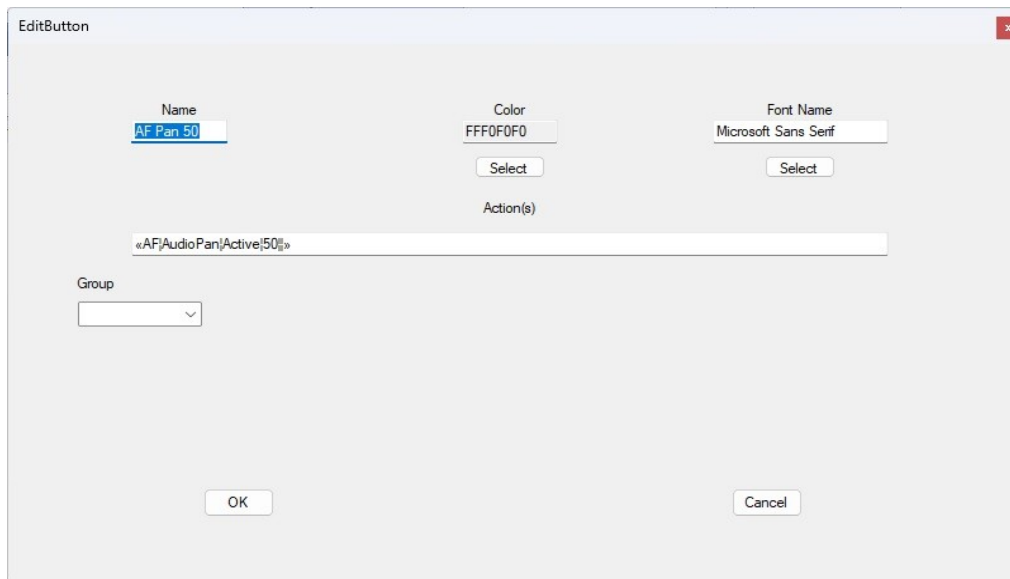 EditButton
x
Name
Color
Font Name
AF Pan 50
FFF0F0F0
Microsoft Sans Serif
Select
Select
Action(s)
«AF¦AudioPan¦Active¦50¦¦»
Group
OK
Cancel